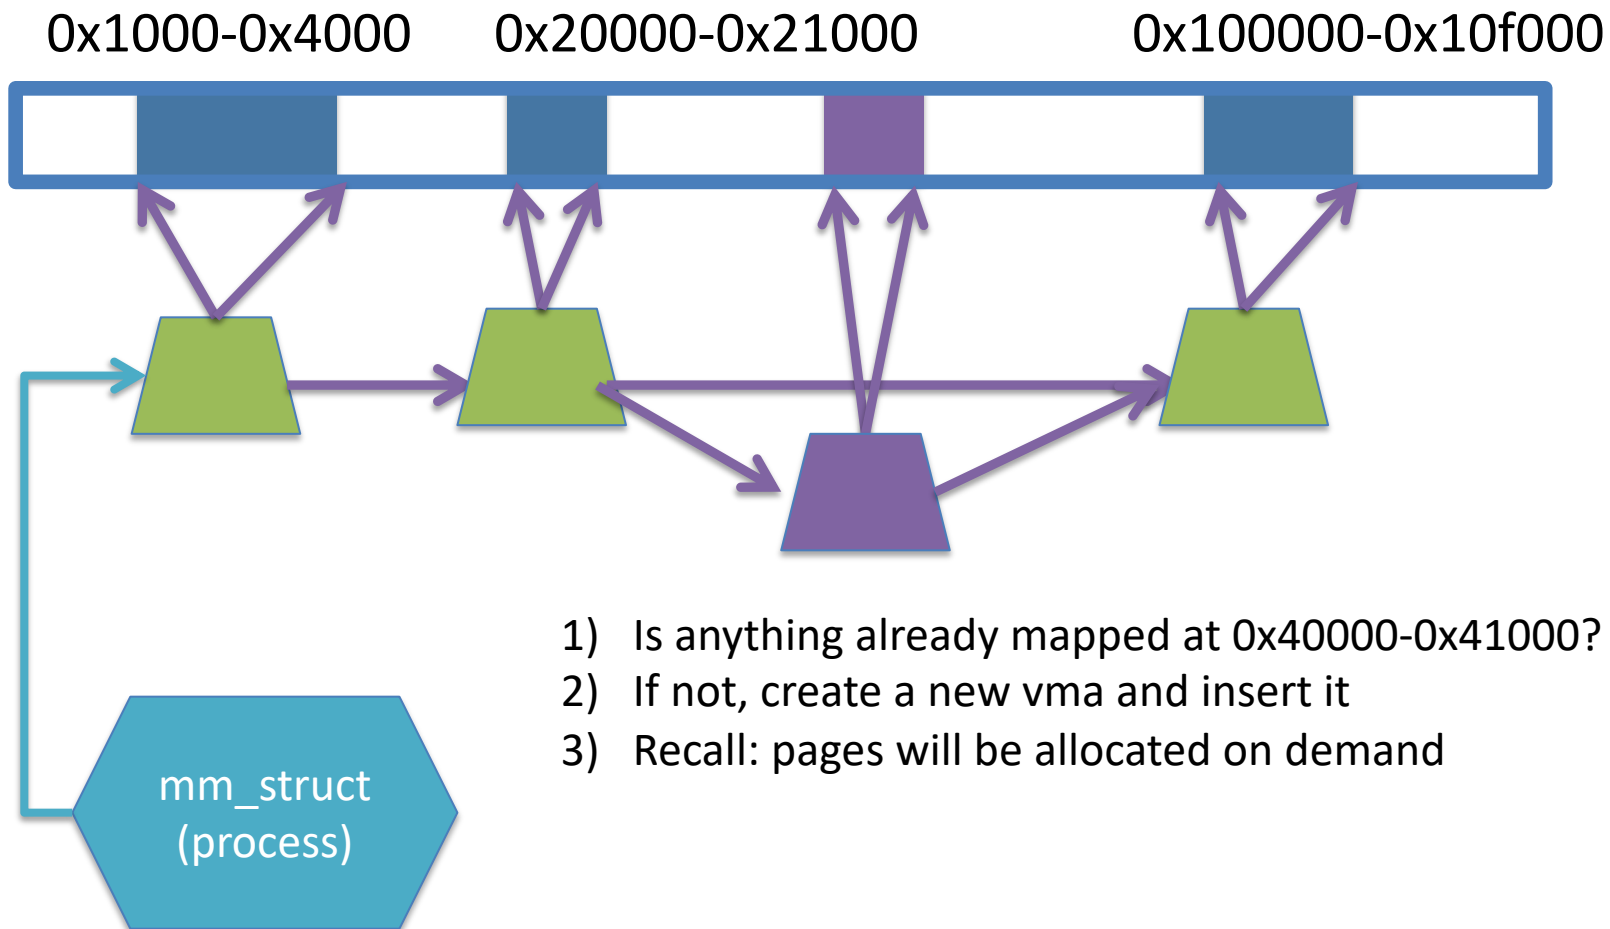 0x1000-0x4000 0x20000-0x21000 0x100000-0x10f000
1) Is anything already mapped at 0x40000-0x41000?
2) If not, create a new vma and insert it
3) Recall: pages will be allocated on demand
mm_struct
(process)